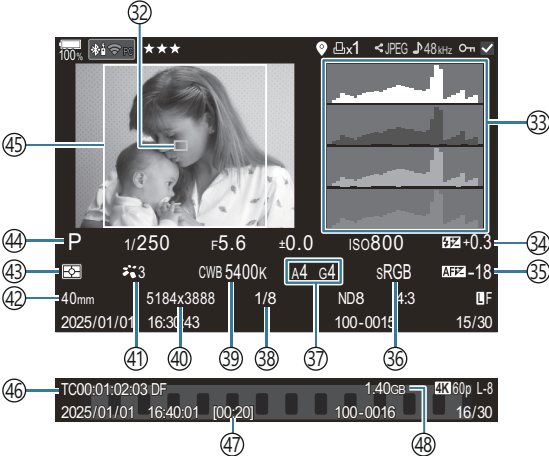 ㉜
100% PC ★★★ x1 JPEG 48kHz
㊺
㉝
㊹ P 1/250 F5.6 ±0.0 ISO800 +0.3 ㉞
㊸ 3 CWB 5400K A4 G4 sRGB AF -18 ㉟
㊷ 40mm 5184x3888 1/8 ND8 4:3 LF
2025/01/01 16:30:43 100-0015 15/30
㊶ ㊵ ㊴ ㊳ ㊲ ㊱
㊻ TC00:01:02:03 DF 1.40GB 4K 60p L-8
2025/01/01 16:40:01 [00:20] 100-0016 16/30
㊼ ㊽